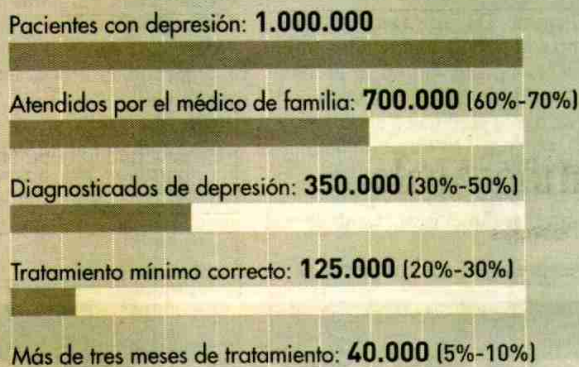 Pacientes con depresión: 1.000.000
Atendidos por el médico de familia: 700.000 (60%-70%)
Diagnosticados de depresión: 350.000 (30%-50%)
Tratamiento mínimo correcto: 125.000 (20%-30%)
Más de tres meses de tratamiento: 40.000 (5%-10%)